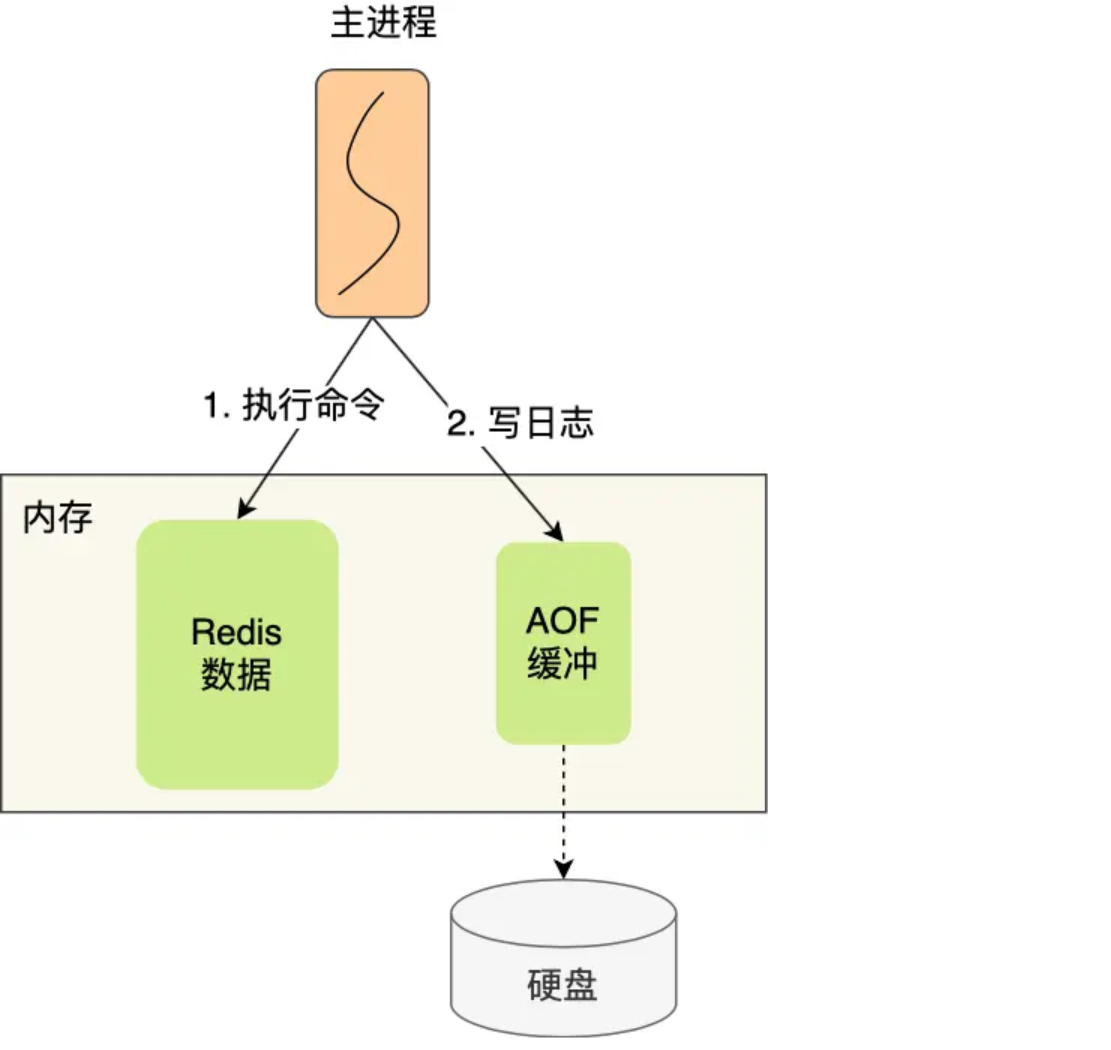 主进程
1. 执行命令
2. 写日志
内存
Redis
数据
AOF
缓冲
硬盘